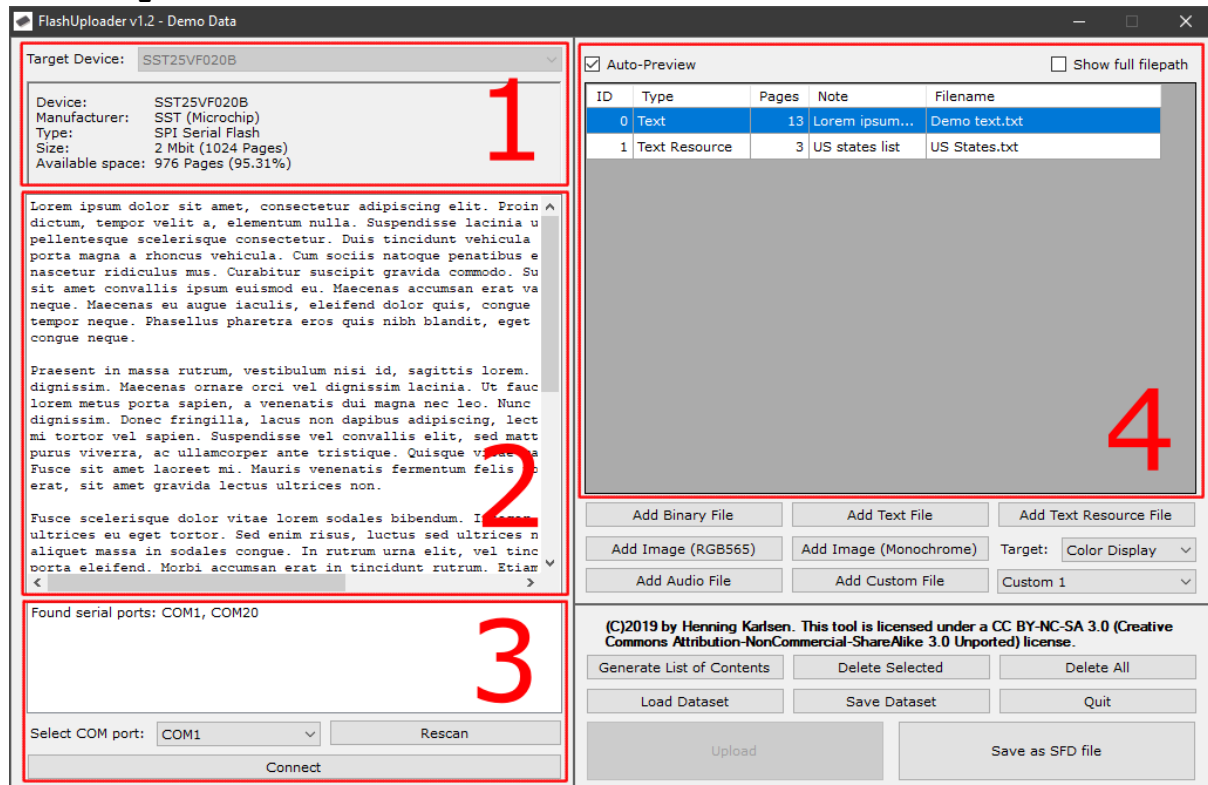 FlashUploader v1.2 - Demo Data
Target Device: SST25VF020B
1
Device: SST25VF020B
Manufacturer: SST (Microchip)
Type: SPI Serial Flash
Size: 2 Mbit (1024 Pages)
Available space: 976 Pages (95.31%)
Lorem ipsum dolor sit amet, consectetur adipiscing elit. Proin
dictum, tempor velit a, elementum nulla. Suspendisse lacinia u
pellentesque scelerisque consectetur. Duis tincidunt vehicula
porta magna a rhoncus vehicula. Cum sociis natoque penatibus e
nascetur ridiculus mus. Curabitur suscipit gravida commodo. Su
sit amet convallis ipsum euismod eu. Maecenas accumsan erat va
neque. Maecenas eu augue iaculis, eleifend dolor quis, congue
tempor neque. Phasellus pharetra eros quis nibh blandit, eget
congue neque.
Praesent in massa rutrum, vestibulum nisi id, sagittis lorem.
dignissim. Maecenas ornare orci vel dignissim lacinia. Ut fauc
lorem metus porta sapien, a venenatis dui magna nec leo. Nunc
dignissim. Donec fringilla, lacus non dapibus adipiscing, lect
mi tortor vel sapien. Suspendisse vel convallis elit, sed matt
purus viverra, ac ullamcorper ante tristique. Quisque
Fusce sit amet laoreet mi. Mauris venenatis fermentum felis
erat, sit amet gravida lectus ultrices non.
2
Fusce scelerisque dolor vitae lorem sodales bibendum.
ultrices eu eget tortor. Sed enim risus, luctus sed ultrices n
aliquet massa in sodales congue. In rutrum urna elit, vel tinc
porta eleifend. Morbi accumsan erat in tincidunt rutrum. Etiam
Found serial ports: COM1, COM20
3
Select COM port: COM1 Rescan
Connect
Auto-Preview Show full filepath
ID Type Pages Note Filename
0 Text 13 Lorem ipsum... Demo text.txt
1 Text Resource 3 US states list US States.txt
4
Add Binary File Add Text File Add Text Resource File
Add Image (RGB565) Add Image (Monochrome) Target: Color Display
Add Audio File Add Custom File Custom 1
(C)2019 by Henning Karlsen. This tool is licensed under a CC BY-NC-SA 3.0 (Creative
Commons Attribution-NonCommercial-ShareAlike 3.0 Unported) license.
Generate List of Contents Delete Selected Delete All
Load Dataset Save Dataset Quit
Upload Save as SFD file